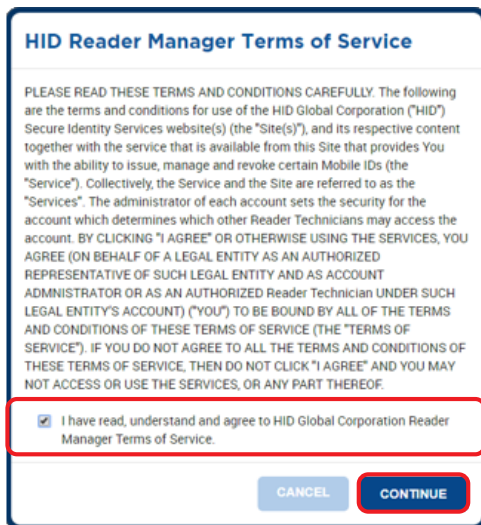 HID Reader Manager Terms of Service
PLEASE READ THESE TERMS AND CONDITIONS CAREFULLY. The following
are the terms and conditions for use of the HID Global Corporation ("HID")
Secure Identity Services website(s) (the "Site(s)"), and its respective content
together with the service that is available from this Site that provides You
with the ability to issue, manage and revoke certain Mobile IDs (the
"Service"). Collectively, the Service and the Site are referred to as the
"Services". The administrator of each account sets the security for the
account which determines which other Reader Technicians may access the
account. BY CLICKING "I AGREE" OR OTHERWISE USING THE SERVICES, YOU
AGREE (ON BEHALF OF A LEGAL ENTITY AS AN AUTHORIZED
REPRESENTATIVE OF SUCH LEGAL ENTITY AND AS ACCOUNT
ADMNISTRATOR OR AS AN AUTHORIZED Reader Technician UNDER SUCH
LEGAL ENTITY'S ACCOUNT) ("YOU") TO BE BOUND BY ALL OF THE TERMS
AND CONDITIONS OF THESE TERMS OF SERVICE (THE "TERMS OF
SERVICE"). IF YOU DO NOT AGREE TO ALL THE TERMS AND CONDITIONS OF
THESE TERMS OF SERVICE, THEN DO NOT CLICK "I AGREE" AND YOU MAY
NOT ACCESS OR USE THE SERVICES, OR ANY PART THEREOF.
I have read, understand and agree to HID Global Corporation Reader
Manager Terms of Service.
CANCEL
CONTINUE